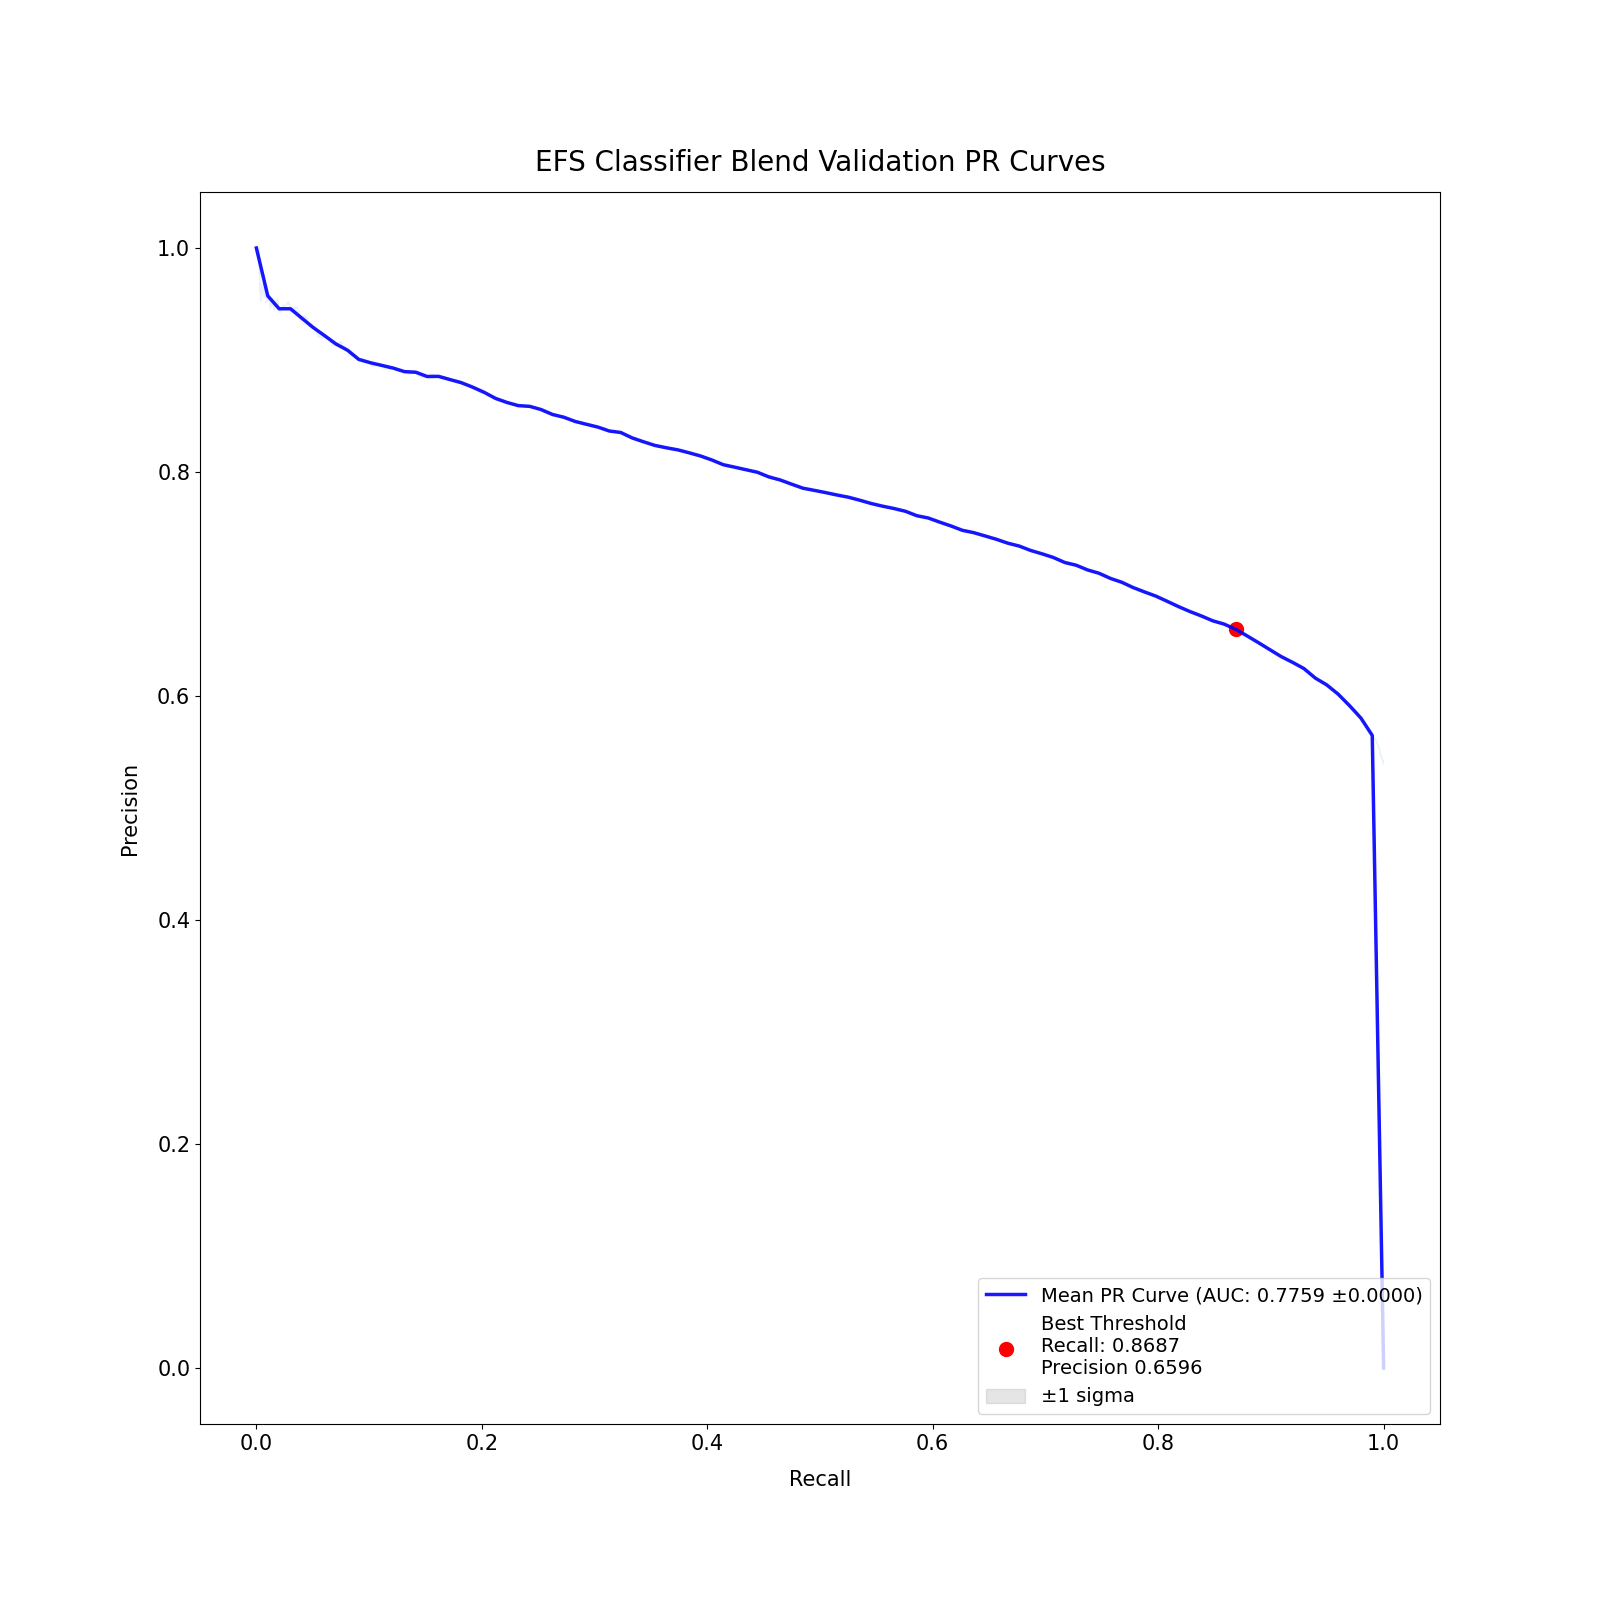 EFS Classifier Blend Validation PR Curves
1.0
0.8
0.6
0.4
0.2
0.0
Precision
0.0 0.2 0.4 0.6 0.8 1.0
Recall
Mean PR Curve (AUC: 0.7759 ±0.0000)
Best Threshold
Recall: 0.8687
Precision 0.6596
±1 sigma